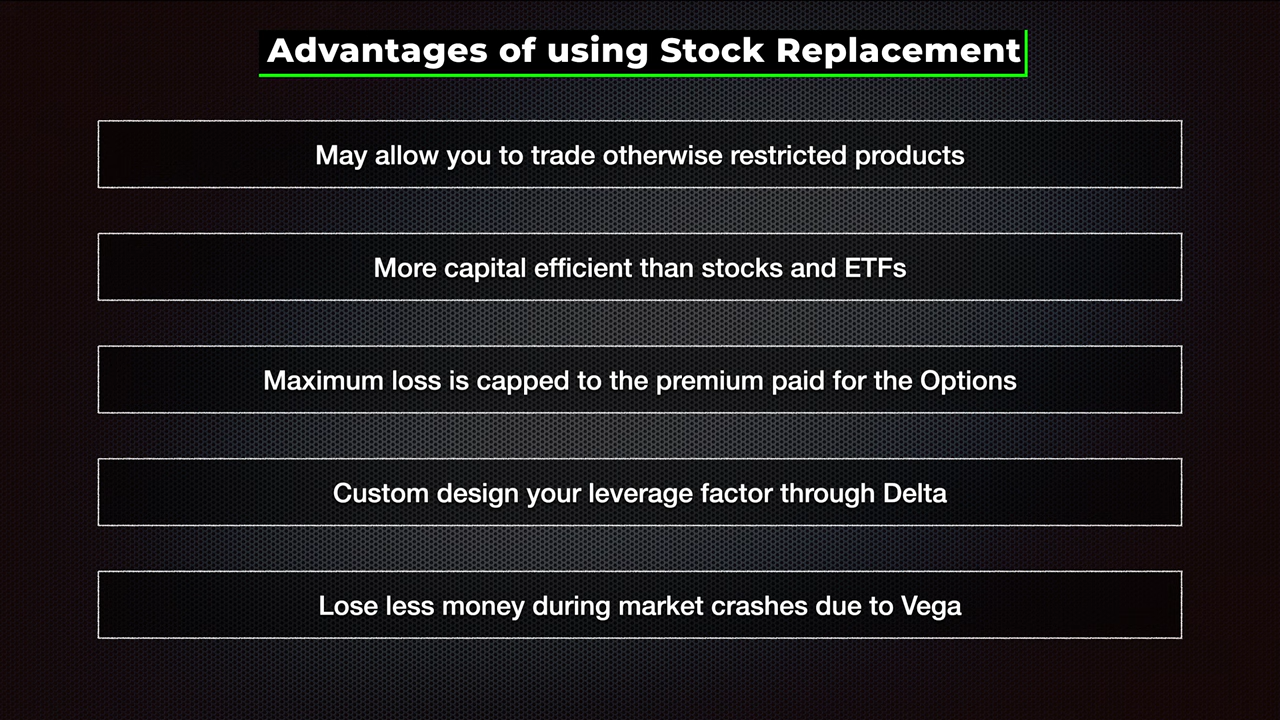 Advantages of using Stock Replacement
May allow you to trade otherwise restricted products
More capital efficient than stocks and ETFs
Maximum loss is capped to the premium paid for the Options
Custom design your leverage factor through Delta
Lose less money during market crashes due to Vega